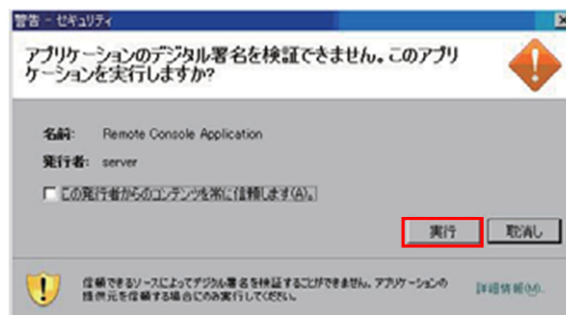 警告 - セキュリティ
アプリケーションのデジタル署名を検証できません。このアプリ
ケーションを実行しますか?
名前: Remote Console Application
発行者: server
この発行者からのコンテンツを常に信頼します(A)。
実行 取消し
信頼できるソースによってデジタル署名を検証することができません。アプリケーションの
提供元を信頼する場合にのみ実行してください。
詳細情報(M)...